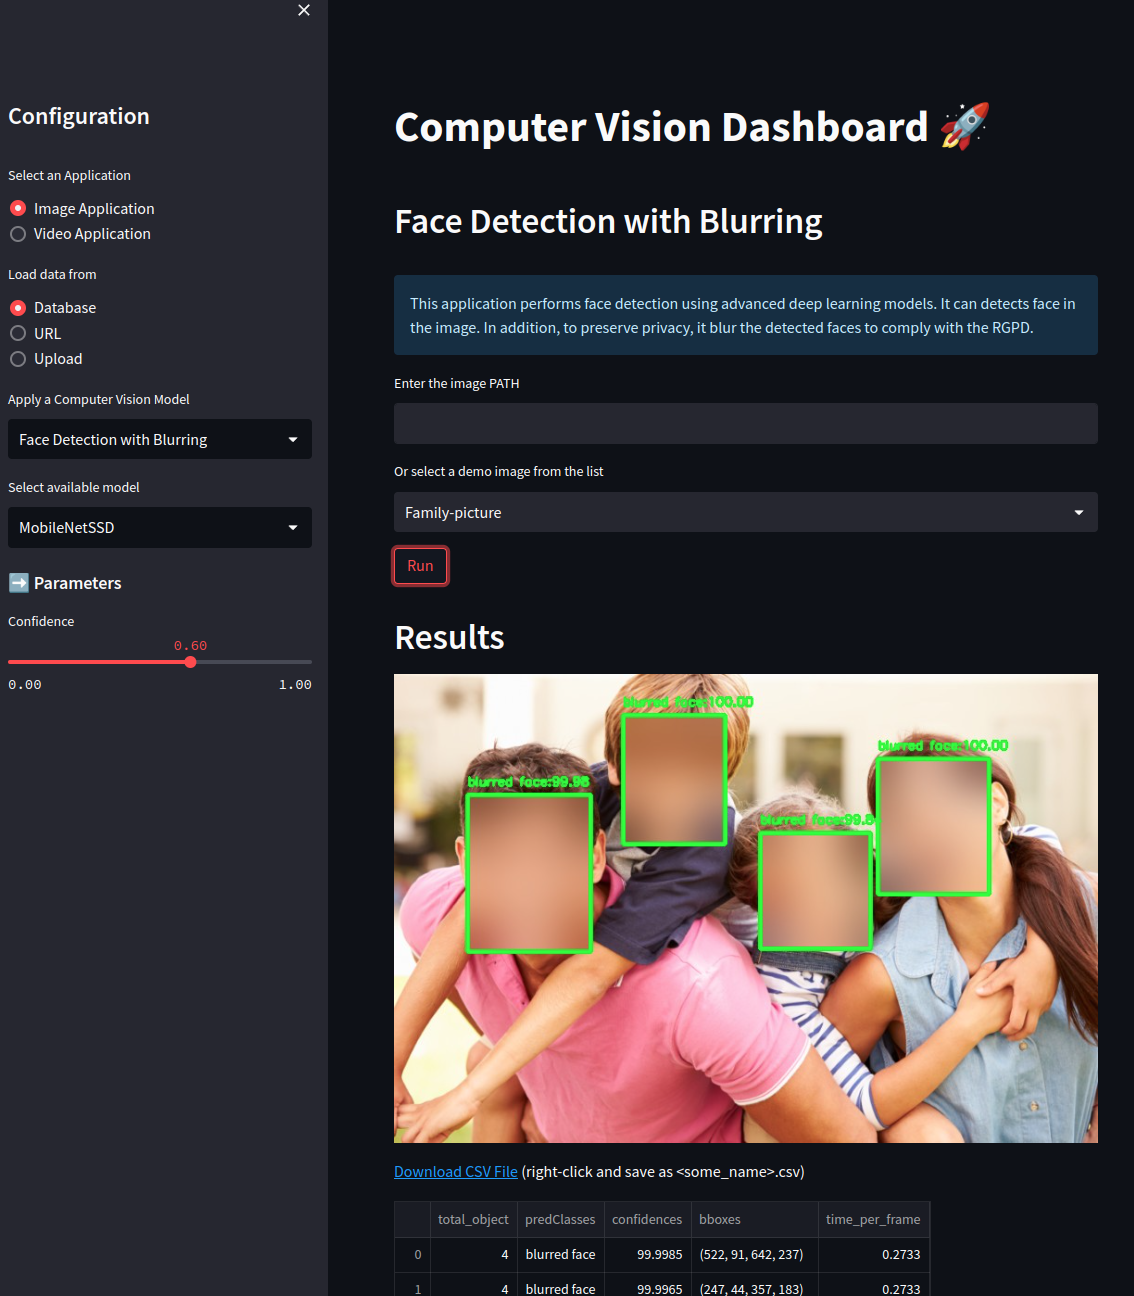 Configuration
Select an Application
Image Application
Video Application
Load data from
Database
URL
Upload
Apply a Computer Vision Model
Face Detection with Blurring
Select available model
MobileNetSSD
➡️ Parameters
Confidence
0.60
0.00 1.00
Computer Vision Dashboard 🚀
Face Detection with Blurring
This application performs face detection using advanced deep learning models. It can detects face in
the image. In addition, to preserve privacy, it blur the detected faces to comply with the RGPD.
Enter the image PATH
Or select a demo image from the list
Family-picture
Run
Results
blurred face:100.00
blurred face:100.00
blurred face:99.98
blurred face:99.8
Download CSV File (right-click and save as <some_name>.csv)
total_object predClasses confidences bboxes time_per_frame
0 4 blurred face 99.9985 (522, 91, 642, 237) 0.2733
1 4 blurred face 99.9965 (247, 44, 357, 183) 0.2733